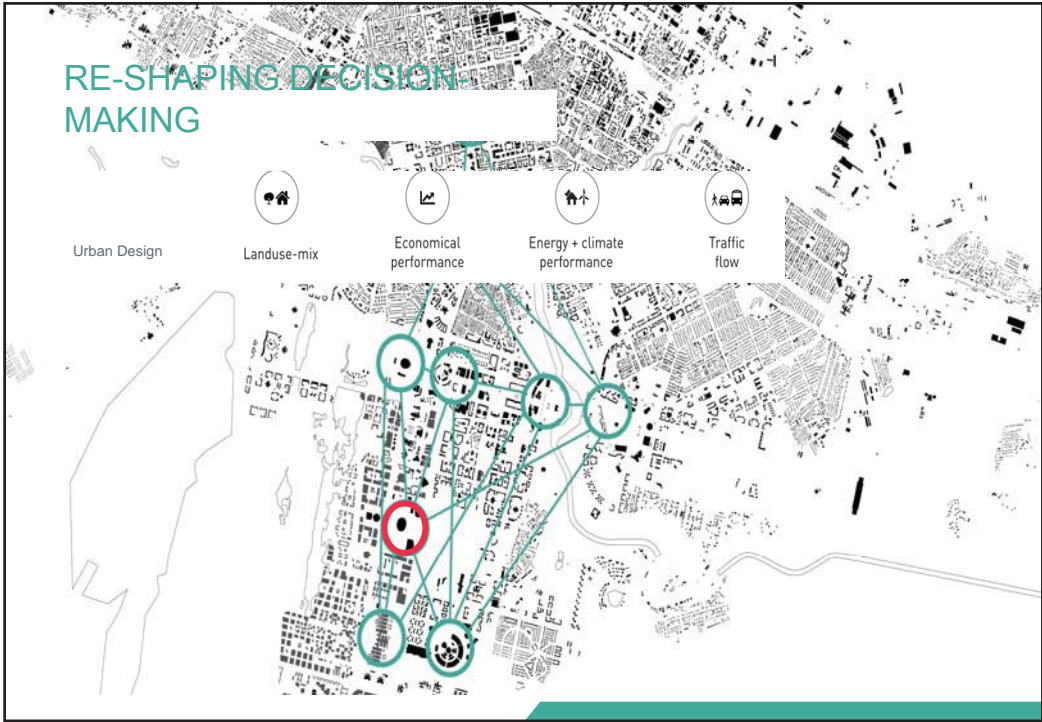 RE-SHAPING DECISION-
MAKING
Urban Design
Landuse-mix
Economical
performance
Energy + climate
performance
Traffic
flow